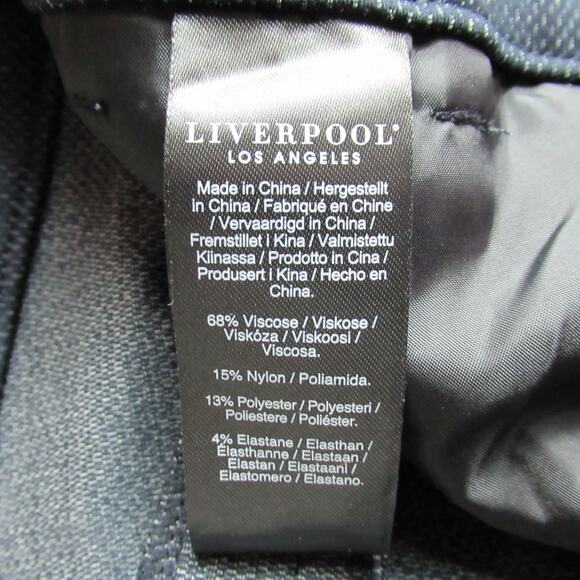 LIVERPOOL®
LOS ANGELES
Made in China / Hergestellt
in China / Fabriqué en Chine
/ Vervaardigd in China /
Fremstillet i Kina / Valmistettu
Kiinassa / Prodotto in Cina /
Produsert i Kina / Hecho en
China.
68% Viscose / Viskose /
Viskóza / Viskoosi /
Viscosa.
15% Nylon / Poliamida.
13% Polyester / Polyesteri /
Poliestere / Poliéster.
4% Elastane / Elasthan /
Élasthanne / Elastaan /
Elastan / Elastaani /
Elastomero / Elastano.